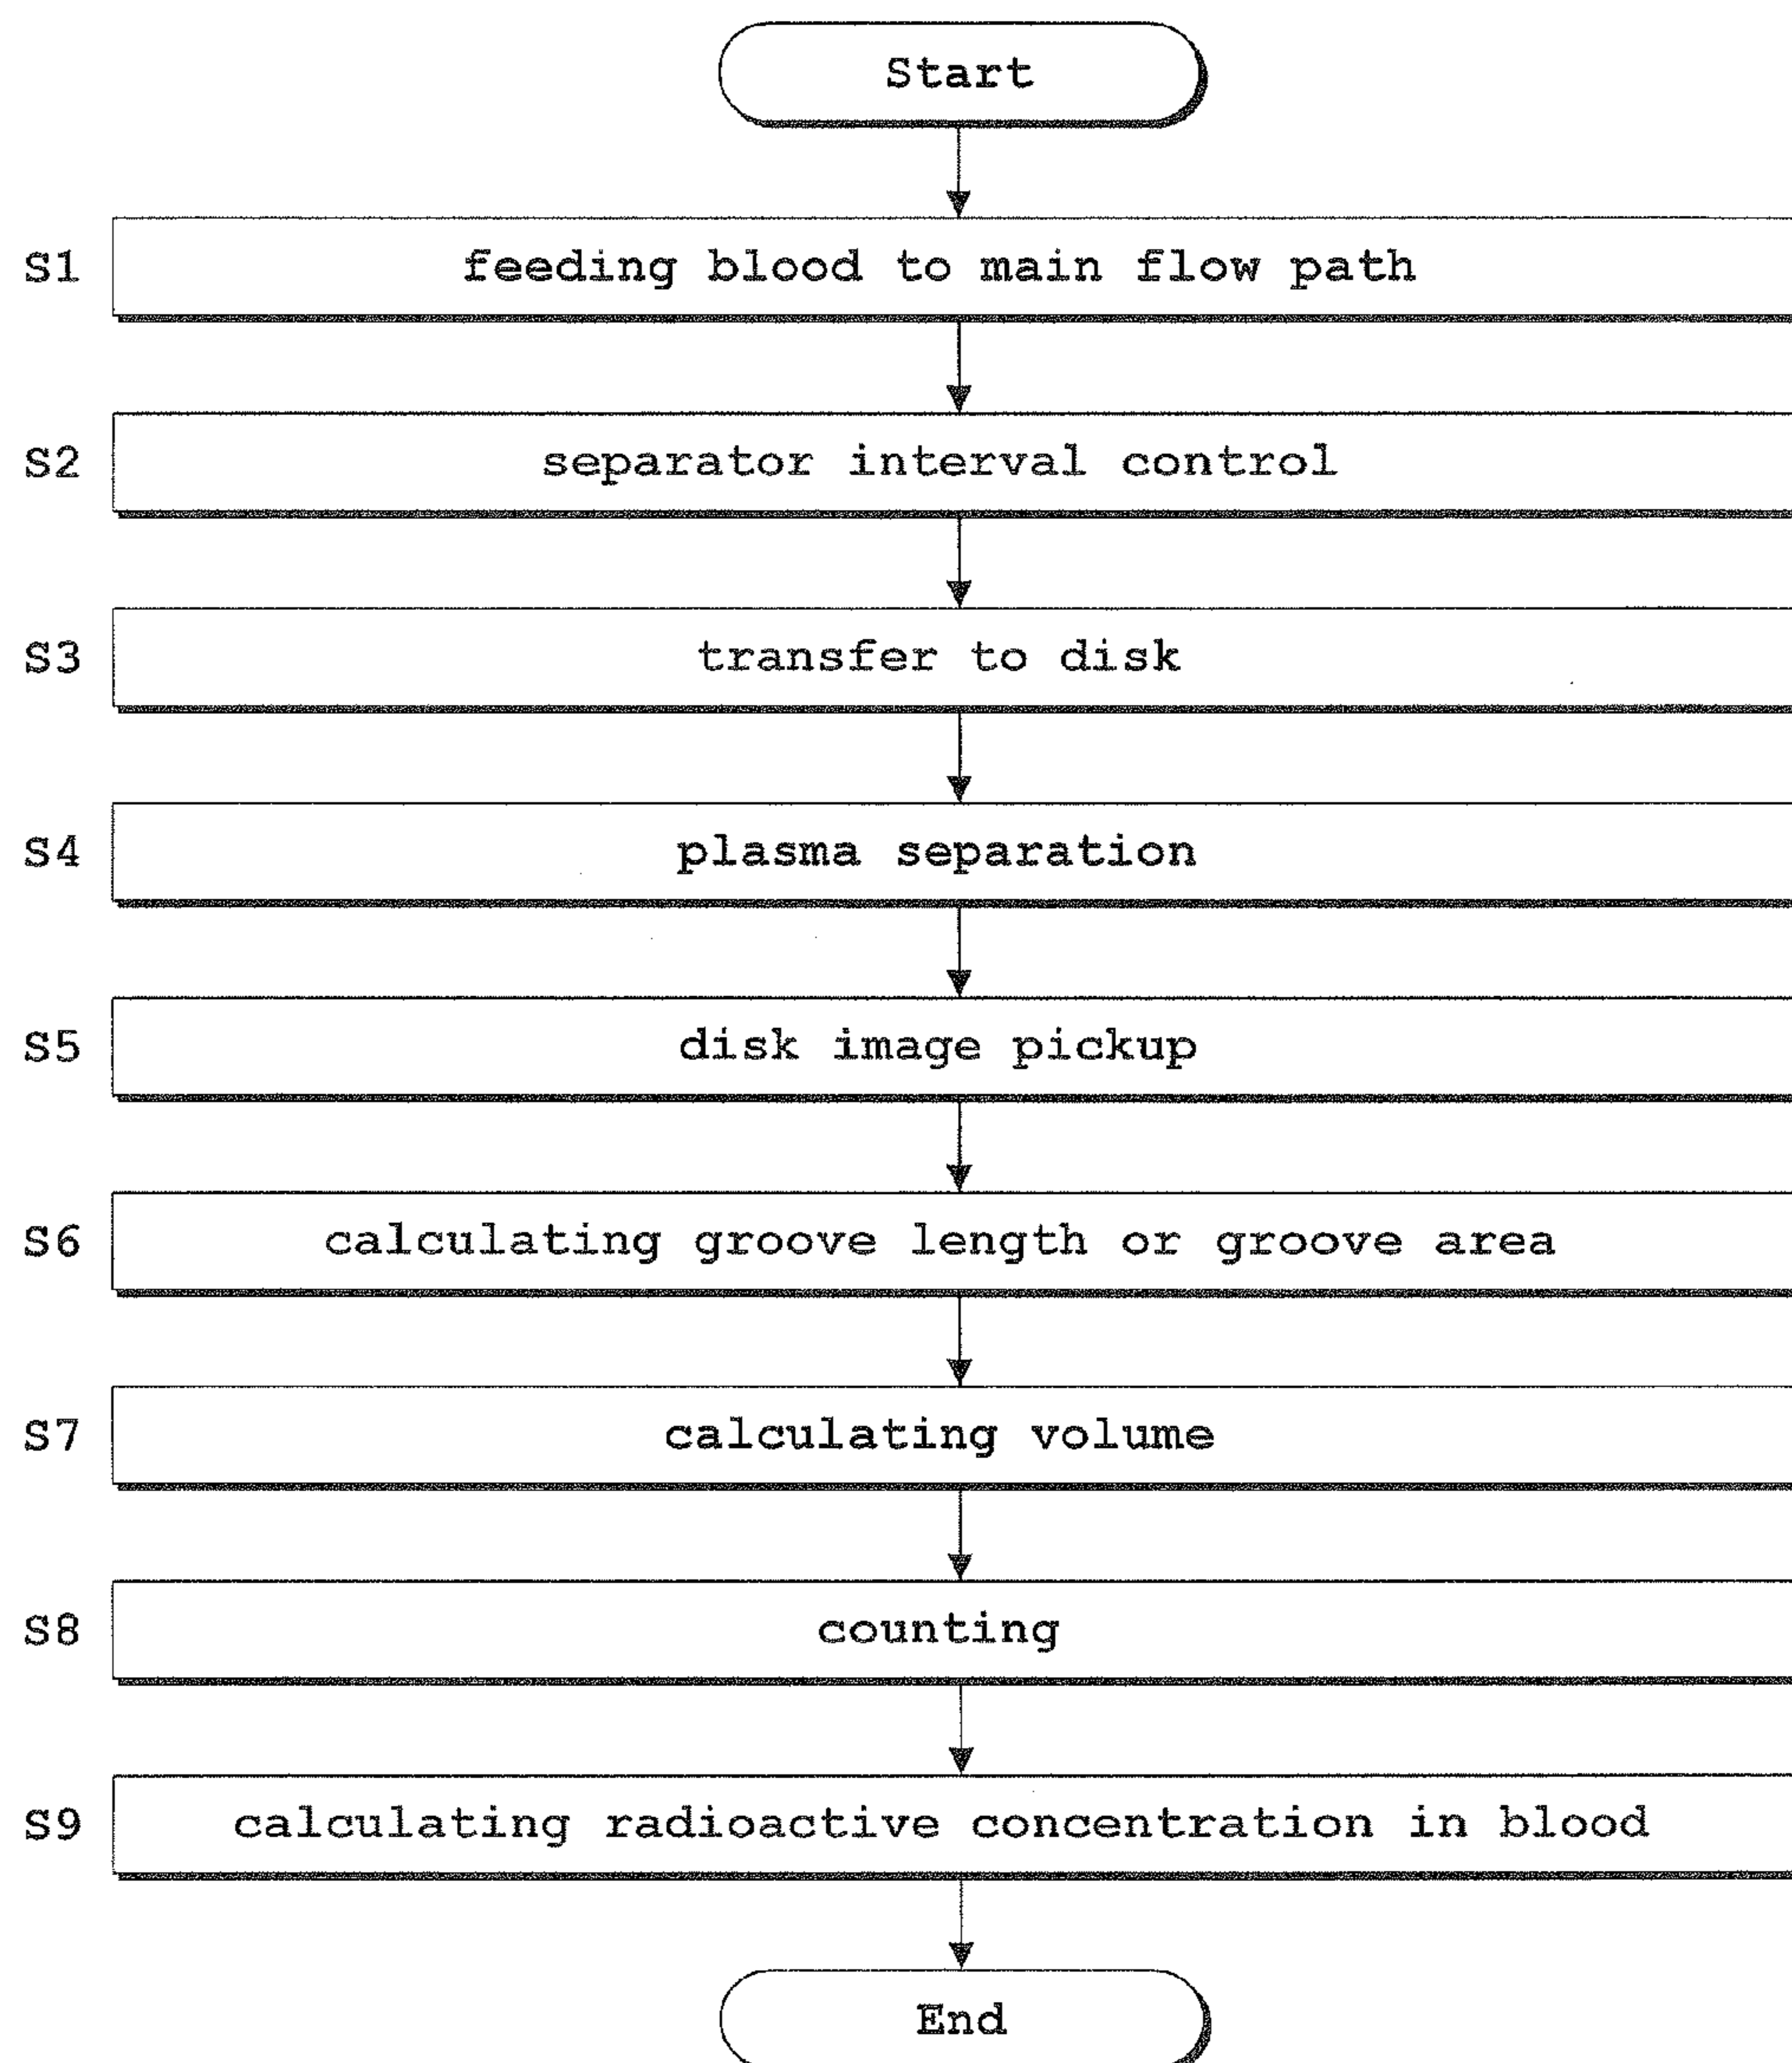 Start
S1 feeding blood to main flow path
S2 separator interval control
S3 transfer to disk
S4 plasma separation
S5 disk image pickup
S6 calculating groove length or groove area
S7 calculating volume
S8 counting
S9 calculating radioactive concentration in blood
End